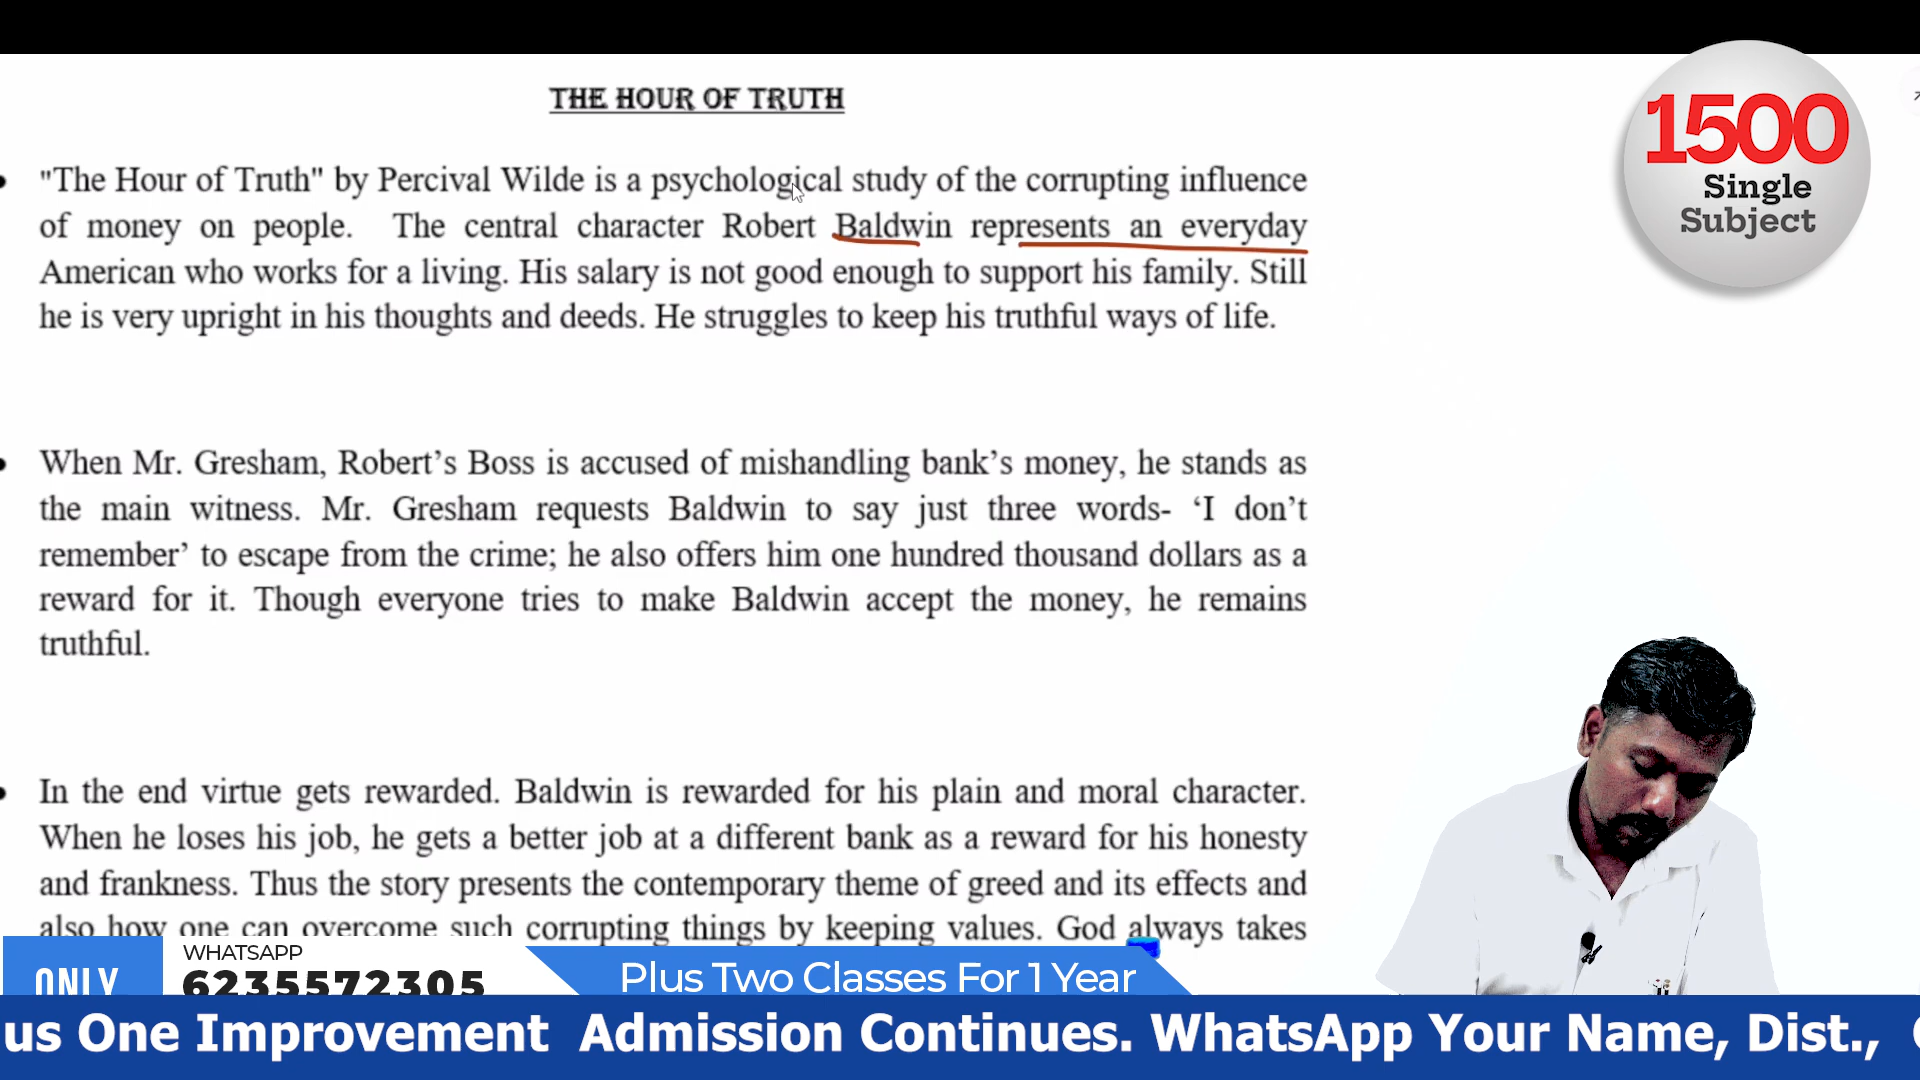 THE HOUR OF TRUTH
1500
Single
Subject
"The Hour of Truth" by Percival Wilde is a psychological study of the corrupting influence
of money on people. The central character Robert Baldwin represents an everyday
American who works for a living. His salary is not good enough to support his family. Still
he is very upright in his thoughts and deeds. He struggles to keep his truthful ways of life.
When Mr. Gresham, Robert’s Boss is accused of mishandling bank’s money, he stands as
the main witness. Mr. Gresham requests Baldwin to say just three words- ‘I don’t
remember’ to escape from the crime; he also offers him one hundred thousand dollars as a
reward for it. Though everyone tries to make Baldwin accept the money, he remains
truthful.
In the end virtue gets rewarded. Baldwin is rewarded for his plain and moral character.
When he loses his job, he gets a better job at a different bank as a reward for his honesty
and frankness. Thus the story presents the contemporary theme of greed and its effects and
also how one can overcome such corrupting things by keeping values. God always takes
ONLY
WHATSAPP
6235572305
Plus Two Classes For 1 Year
us One Improvement Admission Continues. WhatsApp Your Name, Dist.,